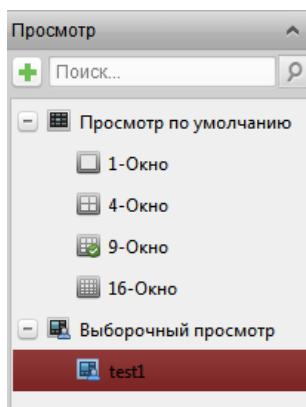 Просмотр
Поиск...
Просмотр по умолчанию
1-Окно
4-Окно
9-Окно
16-Окно
Выборочный просмотр
test1